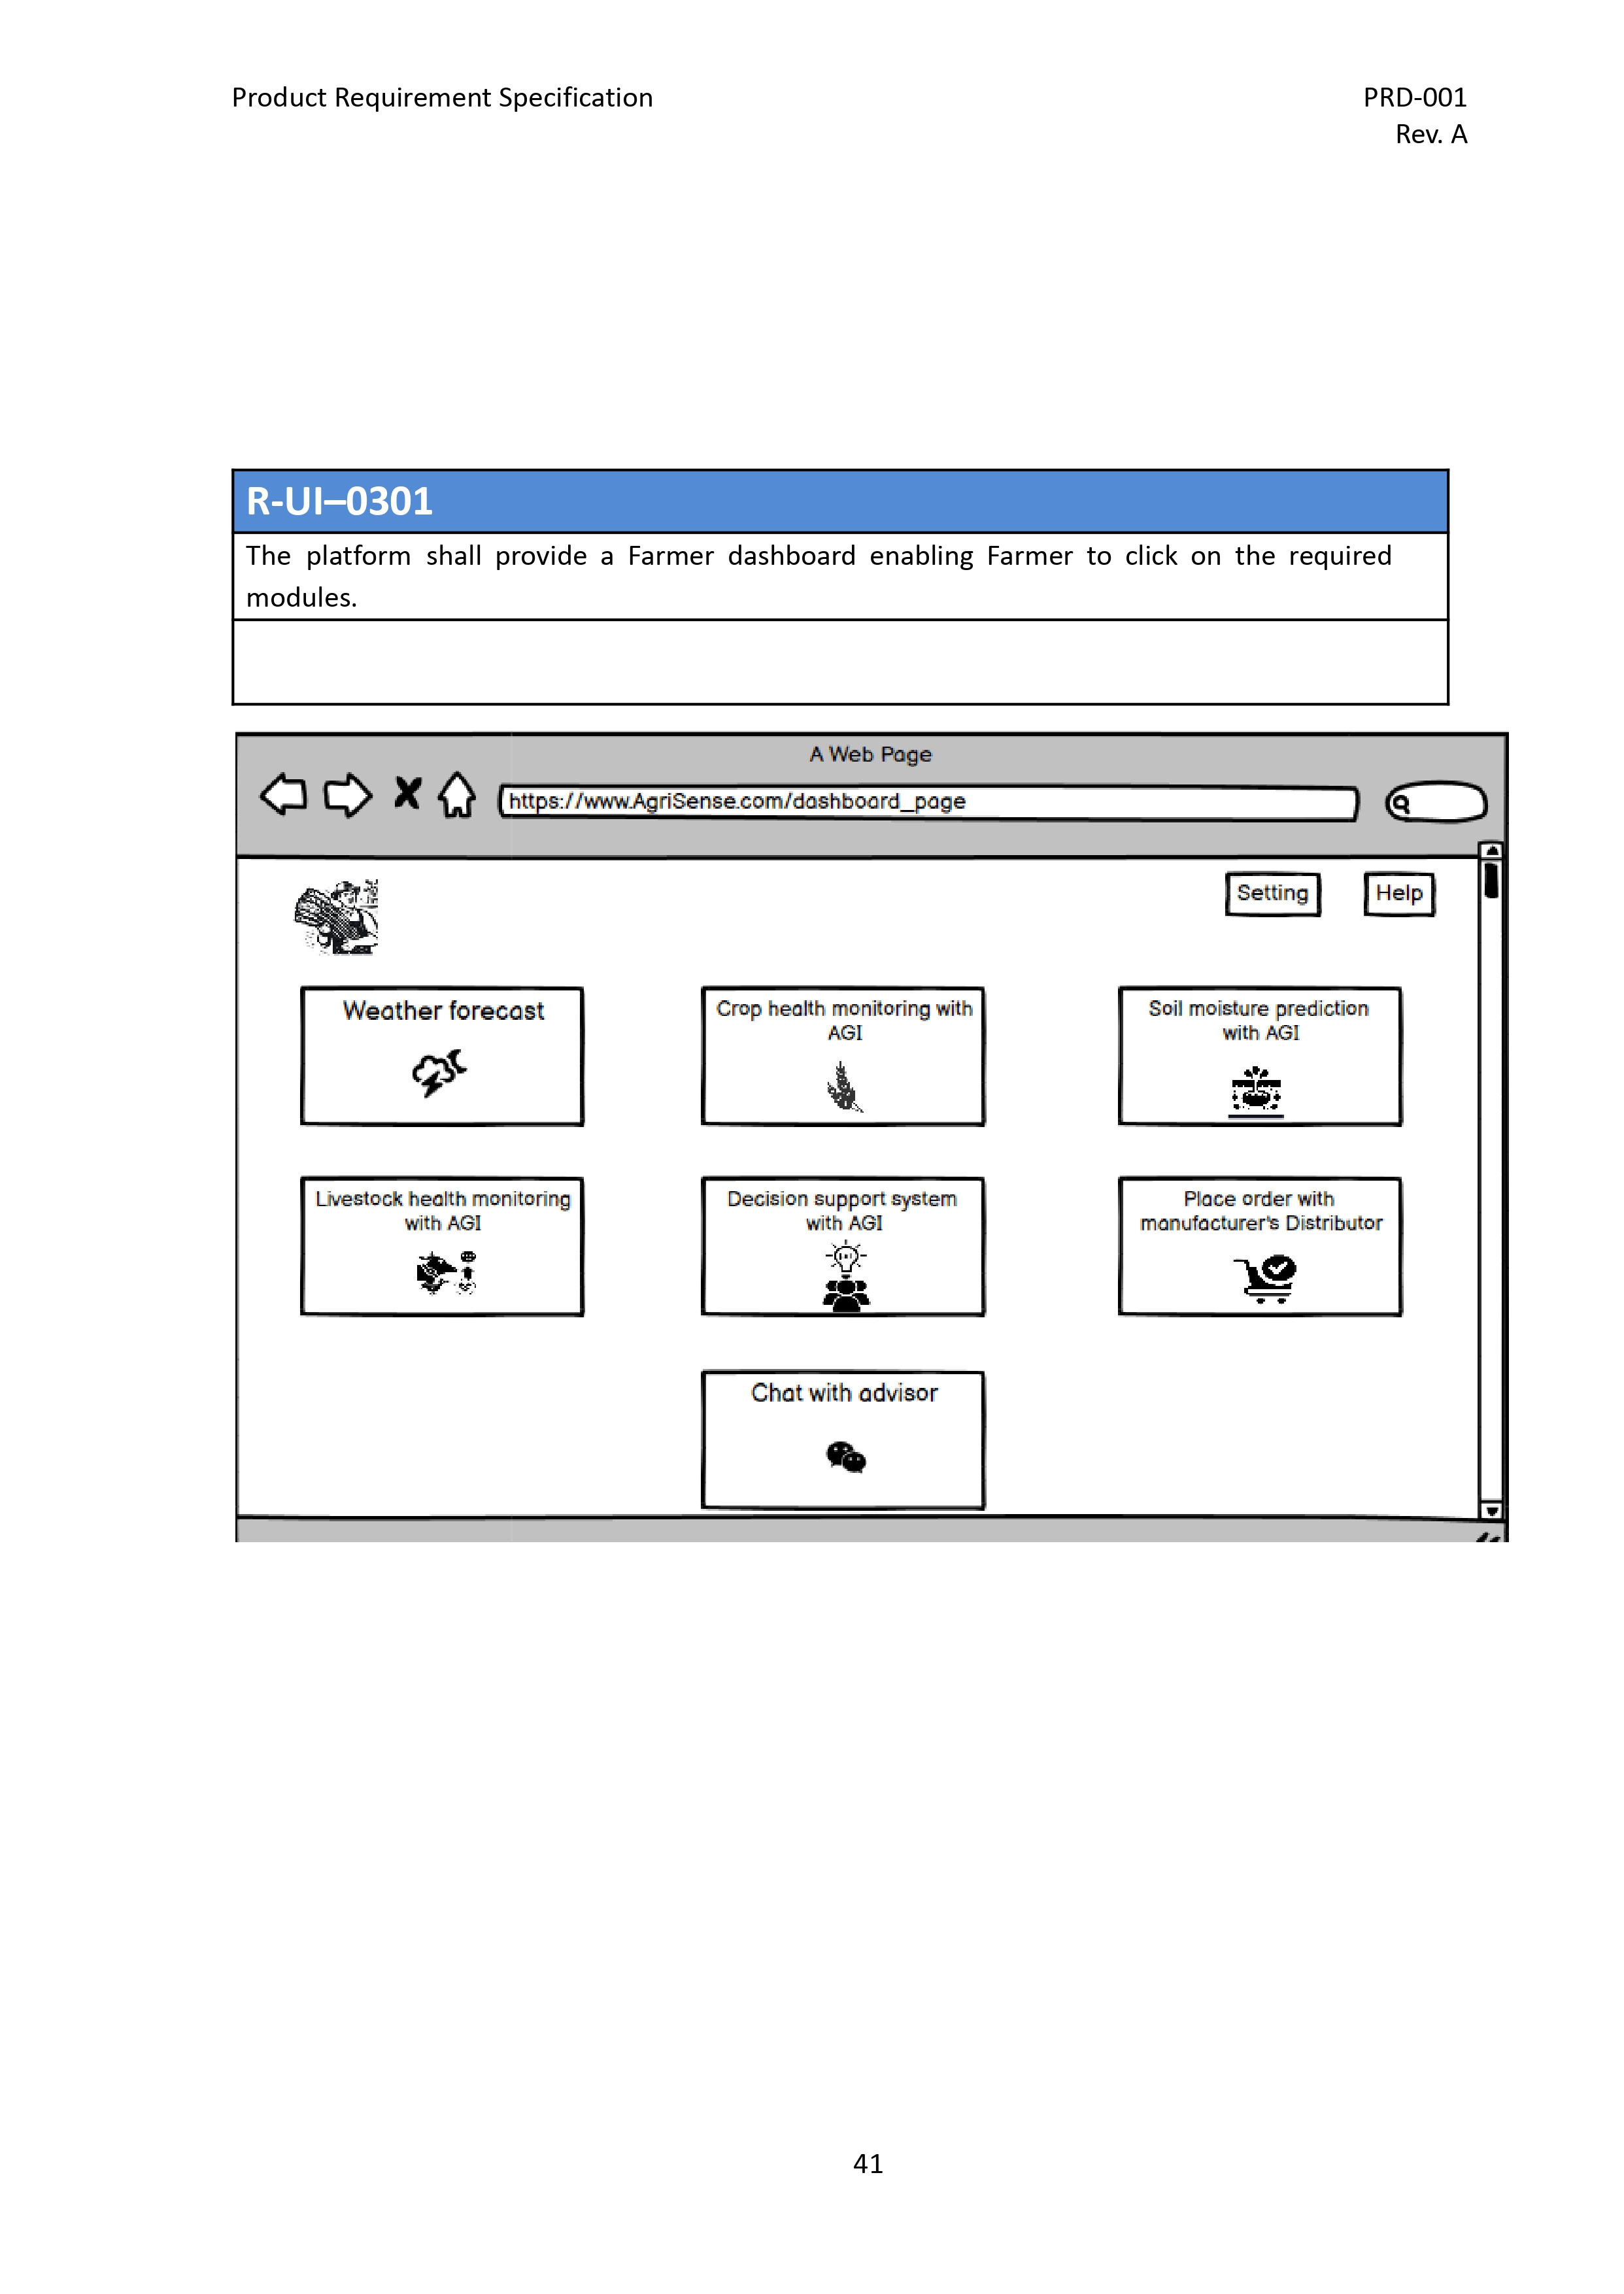 Product Requirement Specification PRD-001
Rev. A
R-UI–0301
The platform shall provide a Farmer dashboard enabling Farmer to click on the required
modules.
A Web Page
https://www.AgriSense.com/dashboard_page
Setting Help
Weather forecast
Crop health monitoring with
AGI
Soil moisture prediction
with AGI
Livestock health monitoring
with AGI
Decision support system
with AGI
Place order with
manufacturer's Distributor
Chat with advisor
41